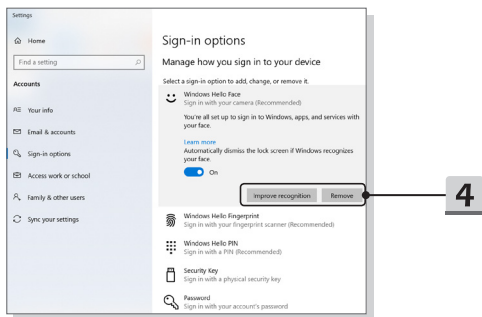 Settings
Home
Find a setting
Accounts
Your info
Email & accounts
Sign-in options
Access work or school
Family & other users
Sync your settings
Sign-in options
Manage how you sign in to your device
Select a sign-in option to add, change, or remove it.
Windows Hello Face
Sign in with your camera (Recommended)
You're all set up to sign in to Windows, apps, and services with
your face.
Learn more
Automatically dismiss the lock screen if Windows recognizes
your face.
On
Improve recognition Remove
4
Windows Hello Fingerprint
Sign in with your fingerprint scanner (Recommended)
Windows Hello PIN
Sign in with a PIN (Recommended)
Security Key
Sign in with a physical security key
Password
Sign in with your account's password